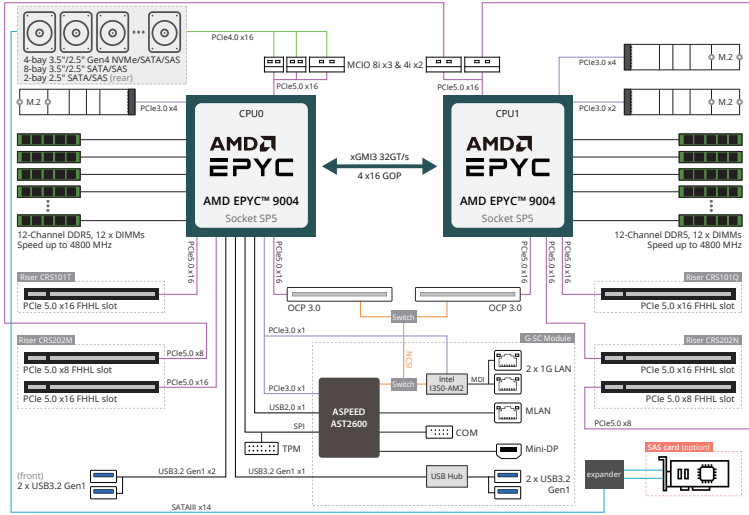 4-bay 3.5"/2.5" Gen4 NVMe/SATA/SAS
8-bay 3.5"/2.5" SATA/SAS
2-bay 2.5" SATA/SAS (rear)
PCIe4.0 x16
MCIO 8i x3 & 4i x2
PCIe5.0 x16
PCIe5.0 x16
PCIe3.0 x4
M.2
M.2
PCIe3.0 x4
PCIe3.0 x2
M.2
CPU0
AMD
EPYC
AMD EPYC™ 9004
Socket SP5
xGMI3 32GT/s
4 x16 GOP
CPU1
AMD
EPYC
AMD EPYC™ 9004
Socket SP5
12-Channel DDR5, 12 x DIMMs
Speed up to 4800 MHz
12-Channel DDR5, 12 x DIMMs
Speed up to 4800 MHz
PCIe5.0 x16
PCIe5.0 x16
PCIe5.0 x16
PCIe5.0 x16
PCIe5.0 x16
Riser CRS101T
PCIe 5.0 x16 FHHL slot
OCP 3.0
OCP 3.0
Riser CRS101Q
PCIe 5.0 x16 FHHL slot
Switch
PCIe3.0 x1
NCSI
G-SC Module
Riser CRS202M
PCIe5.0 x8
PCIe 5.0 x8 FHHL slot
PCIe5.0 x16
PCIe 5.0 x16 FHHL slot
Riser CRS202N
PCIe 5.0 x16 FHHL slot
PCIe 5.0 x8 FHHL slot
PCIe5.0 x8
PCIe3.0 x1
Switch
Intel
I350-AM2
MDI
2 x 1G LAN
USB2.0 x1
SPI
TPM
ASPEED
AST2600
MLAN
COM
Mini-DP
(front)
2 x USB3.2 Gen1
USB3.2 Gen1 x2
USB3.2 Gen1 x1
USB Hub
2 x USB3.2
Gen1
SATAIII x14
expander
SAS card (option)